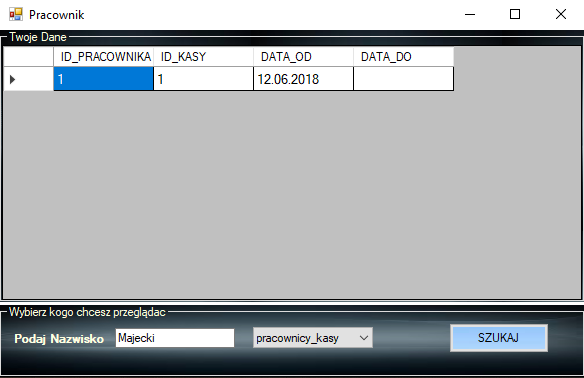 Pracownik
Twoje Dane
ID_PRACOWNIKA ID_KASY DATA_OD DATA_DO
1 1 12.06.2018
Wybierz kogo chcesz przeglądac
Podaj Nazwisko Majecki pracownicy_kasy SZUKAJ